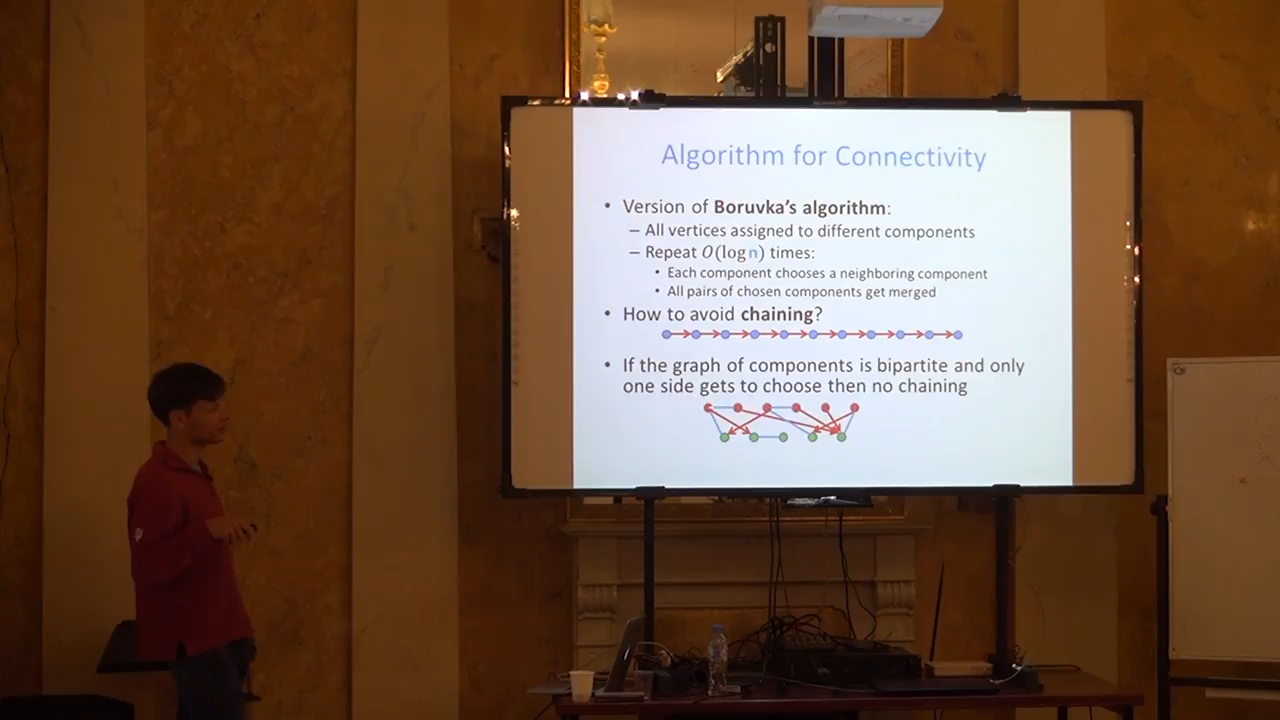 Algorithm for Connectivity
• Version of Boruvka's algorithm:
– All vertices assigned to different components
– Repeat O(log n) times:
• Each component chooses a neighboring component
• All pairs of chosen components get merged
• How to avoid chaining?
• If the graph of components is bipartite and only
one side gets to choose then no chaining